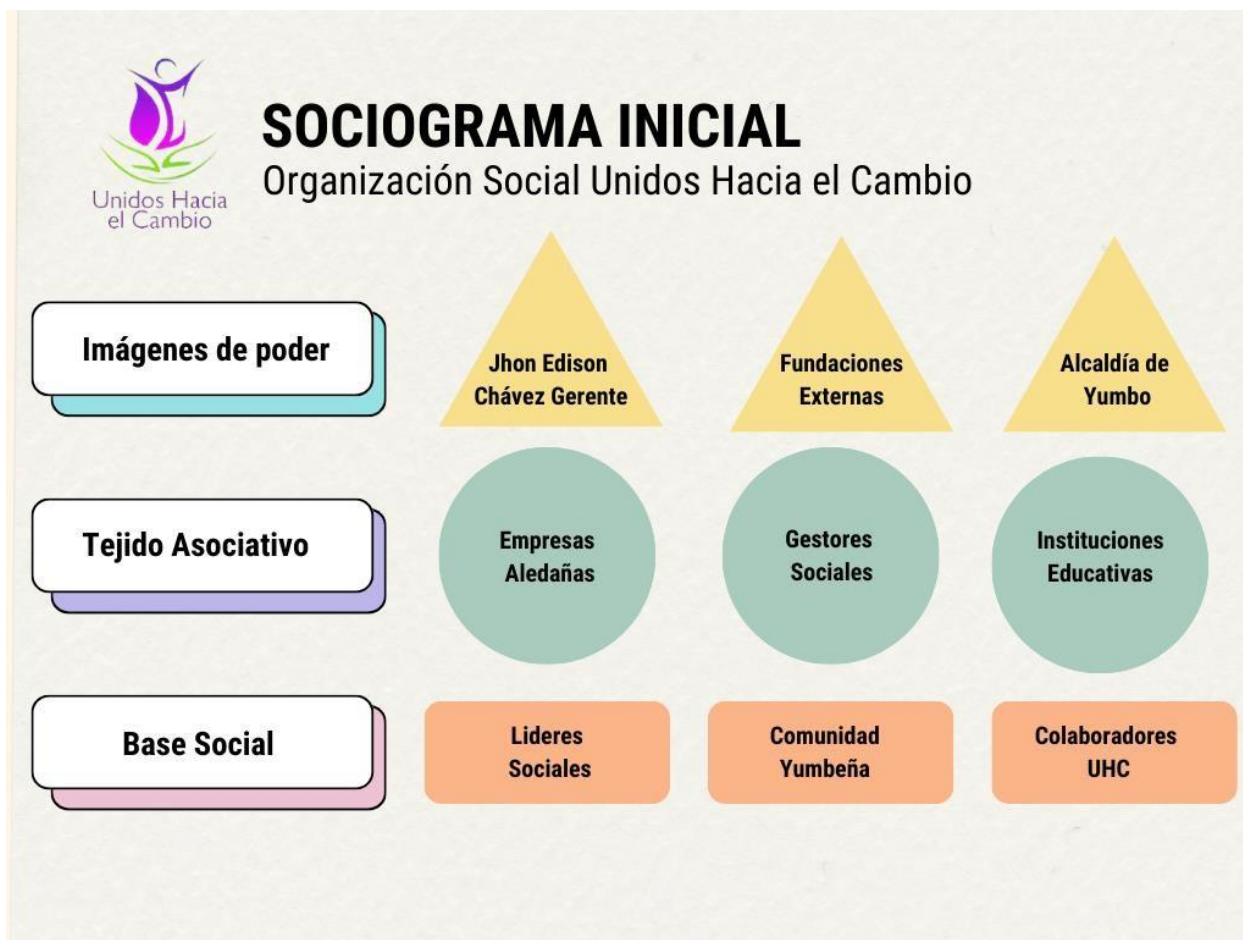 Unidos Hacia
el Cambio
SOCIOGRAMA INICIAL
Organización Social Unidos Hacia el Cambio
Imágenes de poder
Jhon Edison
Chávez Gerente
Fundaciones
Externas
Alcaldía de
Yumbo
Tejido Asociativo
Empresas
Aledañas
Gestores
Sociales
Instituciones
Educativas
Base Social
Lideres
Sociales
Comunidad
Yumbeña
Colaboradores
UHC